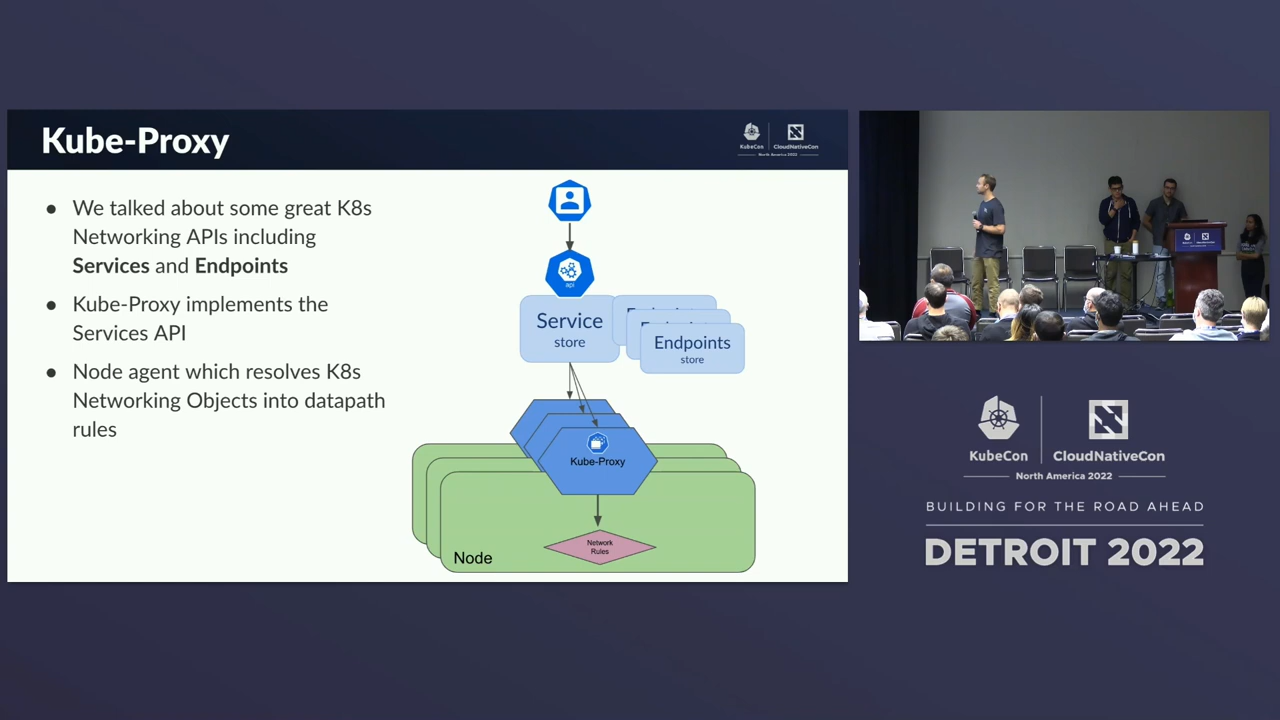 Kube-Proxy
KubeCon
CloudNativeCon
North America 2022
● We talked about some great K8s
Networking APIs including
Services and Endpoints
● Kube-Proxy implements the
Services API
● Node agent which resolves K8s
Networking Objects into datapath
rules
api
Service
store
Endpoints
store
Kube-Proxy
Network
Rules
Node
KubeCon
CloudNativeCon
North America 2022
BUILDING FOR THE ROAD AHEAD
DETROIT 2022